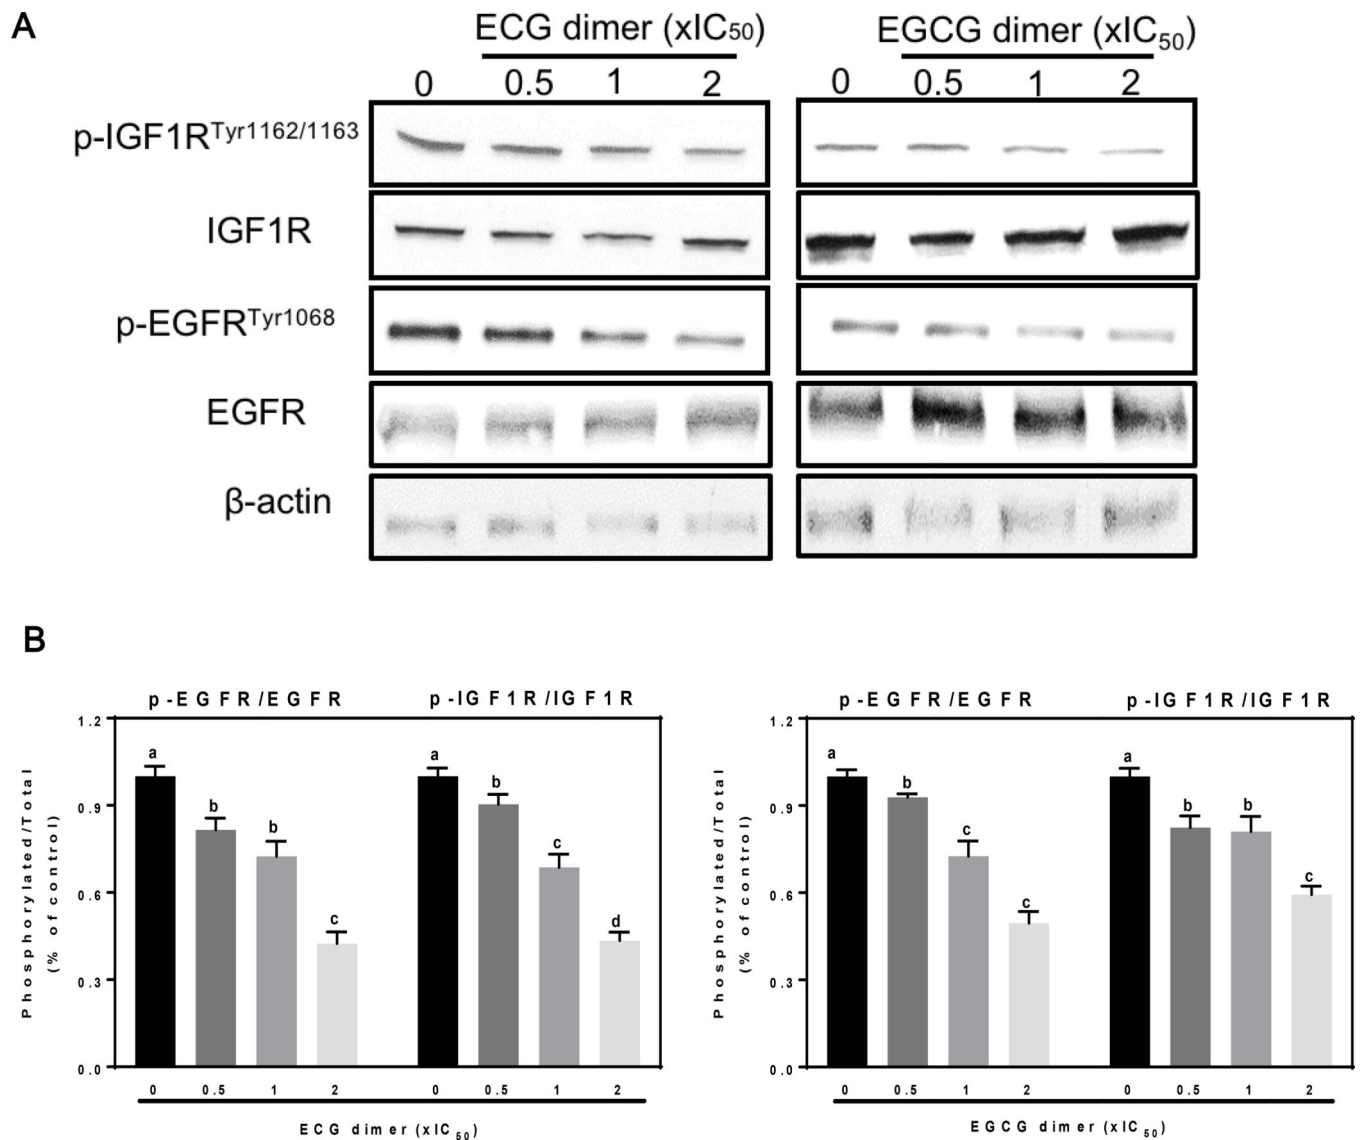 A
ECG dimer (xIC50)
EGCG dimer (xIC50)
0 0.5 1 2
0 0.5 1 2
p-IGF1RTyr1162/1163
IGF1R
p-EGFRTyr1068
EGFR
β-actin
B
p-EGFR/EGFR
p-IGF1R/IGF1R
Phosphorylated/Total
(% of control)
1.2
0.9
0.6
0.3
0.0
a
b
b
c
a
b
c
d
0 0.5 1 2
0 0.5 1 2
ECG dimer (xIC50)
p-EGFR/EGFR
p-IGF1R/IGF1R
Phosphorylated/Total
(% of control)
1.2
0.9
0.6
0.3
0.0
a
b
c
c
a
b
b
c
0 0.5 1 2
0 0.5 1 2
EGCG dimer (xIC50)